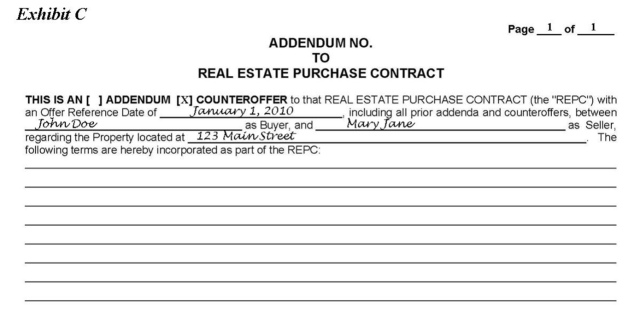 Exhibit C
Page 1 of 1
ADDENDUM NO.
TO
REAL ESTATE PURCHASE CONTRACT
THIS IS AN [ ] ADDENDUM [X] COUNTEROFFER to that REAL ESTATE PURCHASE CONTRACT (the "REPC") with
an Offer Reference Date of January 1, 2010, including all prior addenda and counteroffers, between
John Doe as Buyer, and Mary Jane as Seller,
regarding the Property located at 123 Main Street. The
following terms are hereby incorporated as part of the REPC: